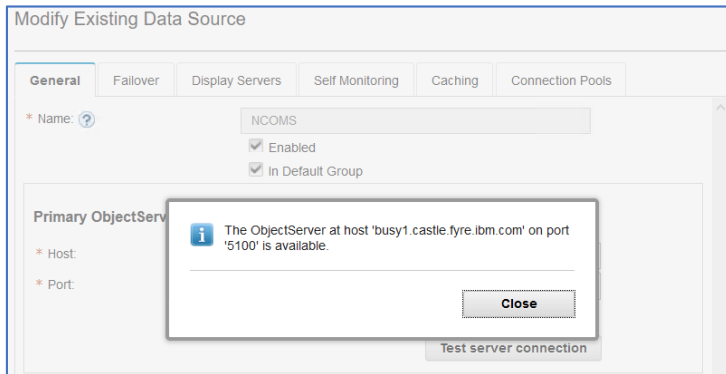 Modify Existing Data Source
General Failover Display Servers Self Monitoring Caching Connection Pools
* Name: ? NCOMS
Enabled
In Default Group
Primary ObjectServ
i The ObjectServer at host 'busy1.castle.fyre.ibm.com' on port
'5100' is available.
* Host:
* Port:
Close
Test server connection